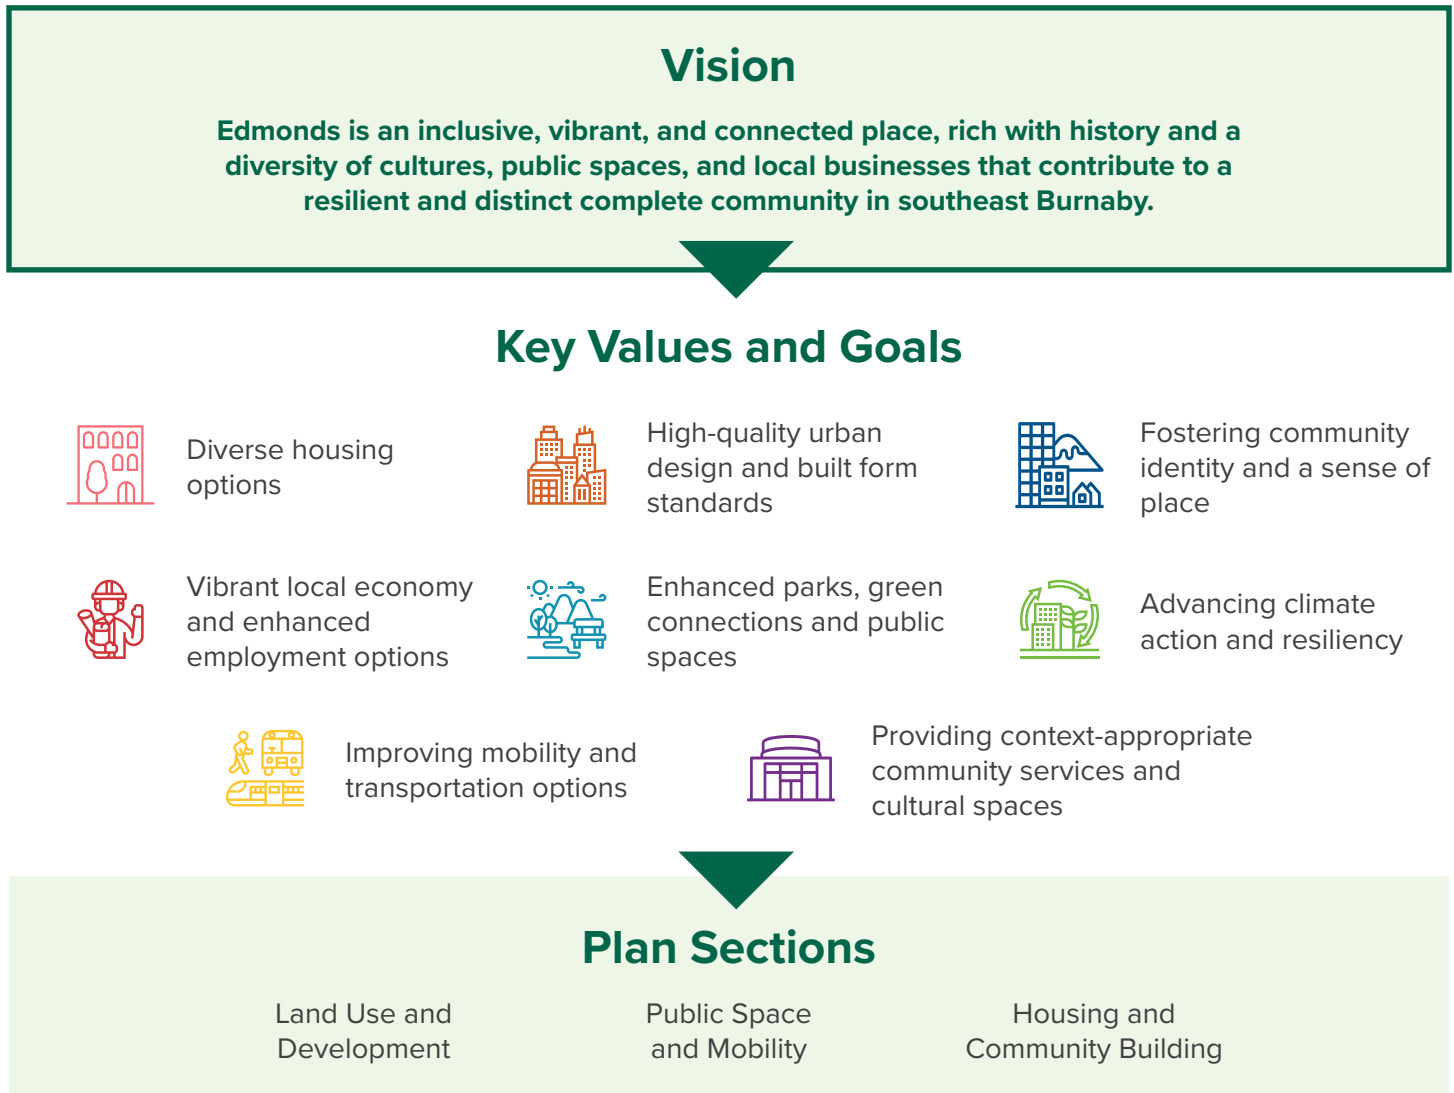 Vision
Edmonds is an inclusive, vibrant, and connected place, rich with history and a
diversity of cultures, public spaces, and local businesses that contribute to a
resilient and distinct complete community in southeast Burnaby.
Key Values and Goals
Diverse housing
options
High-quality urban
design and built form
standards
Fostering community
identity and a sense of
place
Vibrant local economy
and enhanced
employment options
Enhanced parks, green
connections and public
spaces
Advancing climate
action and resiliency
Improving mobility and
transportation options
Providing context-appropriate
community services and
cultural spaces
Plan Sections
Land Use and
Development
Public Space
and Mobility
Housing and
Community Building